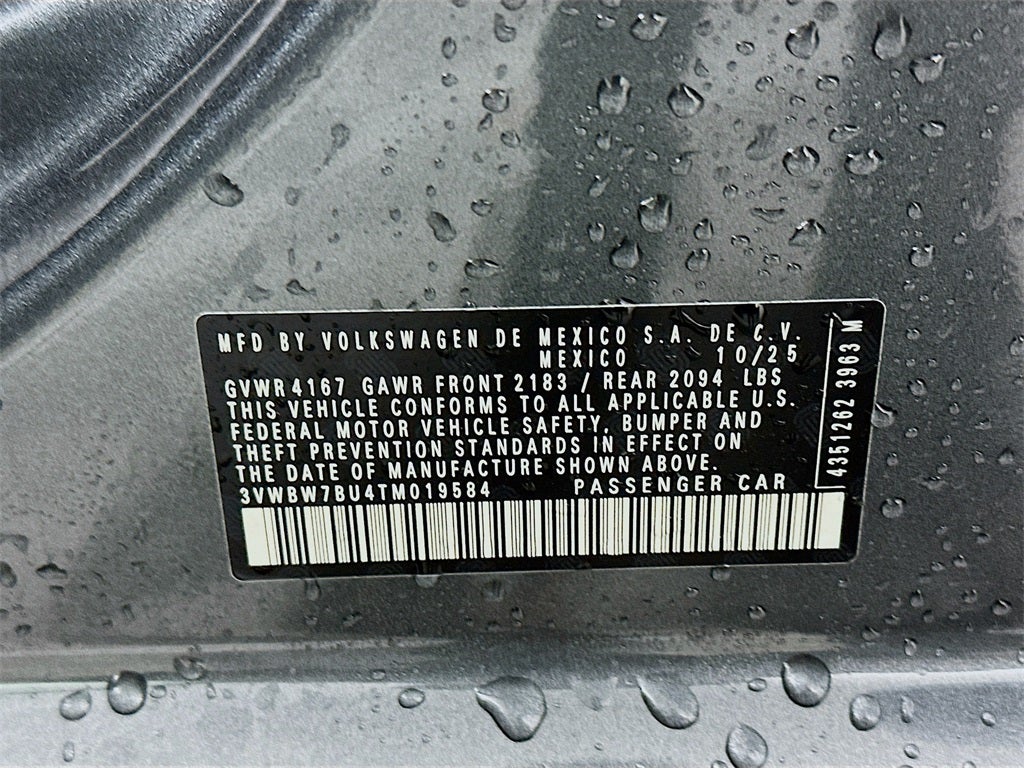 MFD BY VOLKSWAGEN DE MEXICO S.A. DE C.V.
MEXICO 10/25
GVWR 4167 GAWR FRONT 2183 / REAR 2094 LBS
THIS VEHICLE CONFORMS TO ALL APPLICABLE U.S.
FEDERAL MOTOR VEHICLE SAFETY, BUMPER AND
THEFT PREVENTION STANDARDS IN EFFECT ON
THE DATE OF MANUFACTURE SHOWN ABOVE.
3VWBW7BU4TM019584 PASSENGER CAR
4351262 3963 M